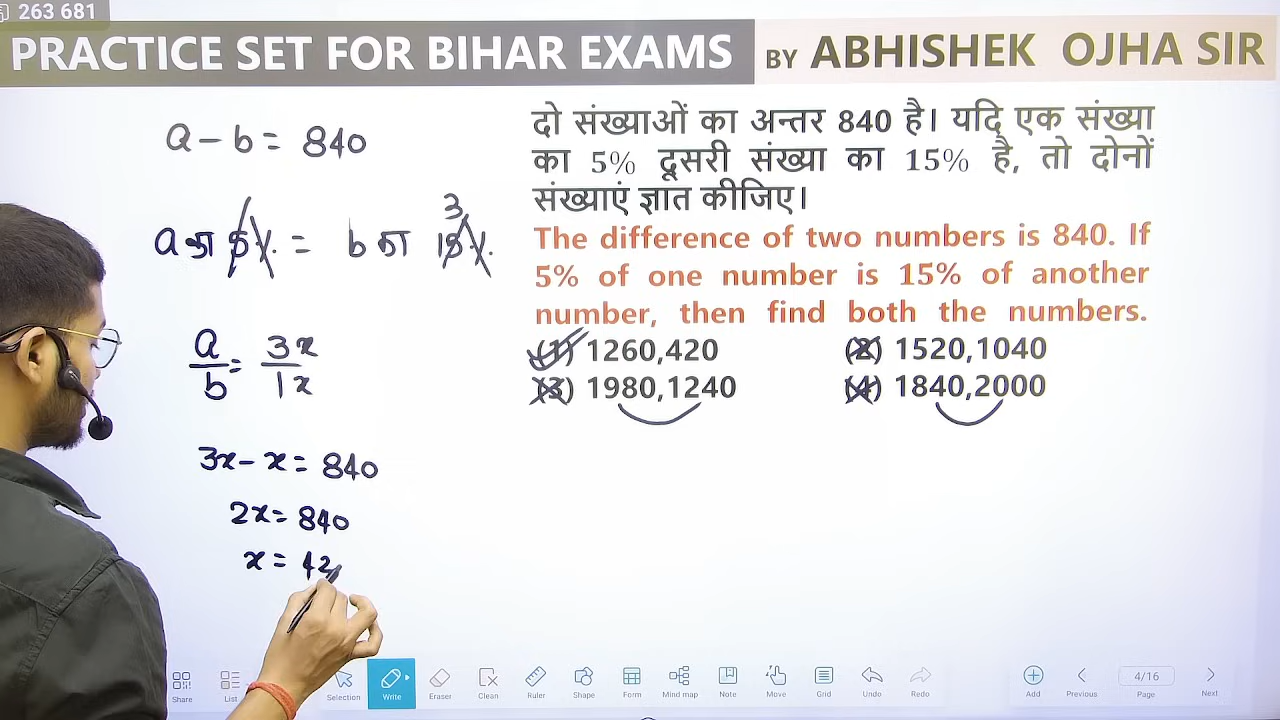 263 681
PRACTICE SET FOR BIHAR EXAMS BY ABHISHEK OJHA SIR
a - b = 840
a का 5% = b का 15%
3
a/b = 3x/1x
3x - x = 840
2x = 840
x = 42
दो संख्याओं का अन्तर 840 है। यदि एक संख्या
का 5% दूसरी संख्या का 15% है, तो दोनों
संख्याएं ज्ञात कीजिए।
The difference of two numbers is 840. If
5% of one number is 15% of another
number, then find both the numbers.
(1) 1260,420 (2) 1520,1040
(3) 1980,1240 (4) 1840,2000
Share List Selection Write Eraser Clean Ruler Shape Form Mind map Note Move Undo Redo Add Previous 4/16 Page Next